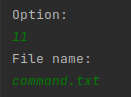 Option:
11
File name:
command.txt